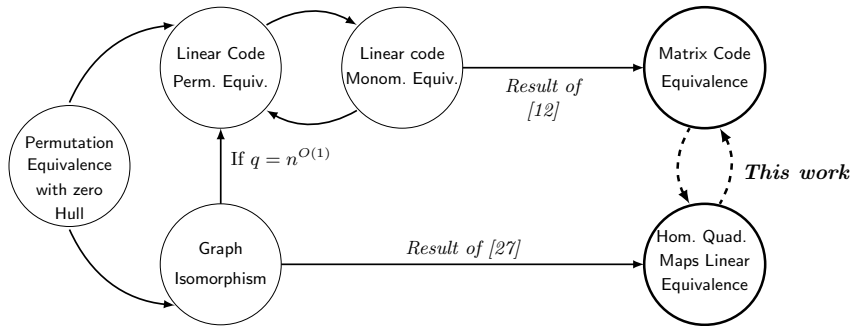 Linear Code
Perm. Equiv.
Linear code
Monom. Equiv.
Result of
[12]
Matrix Code
Equivalence
Permutation
Equivalence
with zero
Hull
If q = n^{O(1)}
This work
Graph
Isomorphism
Result of [27]
Hom. Quad.
Maps Linear
Equivalence